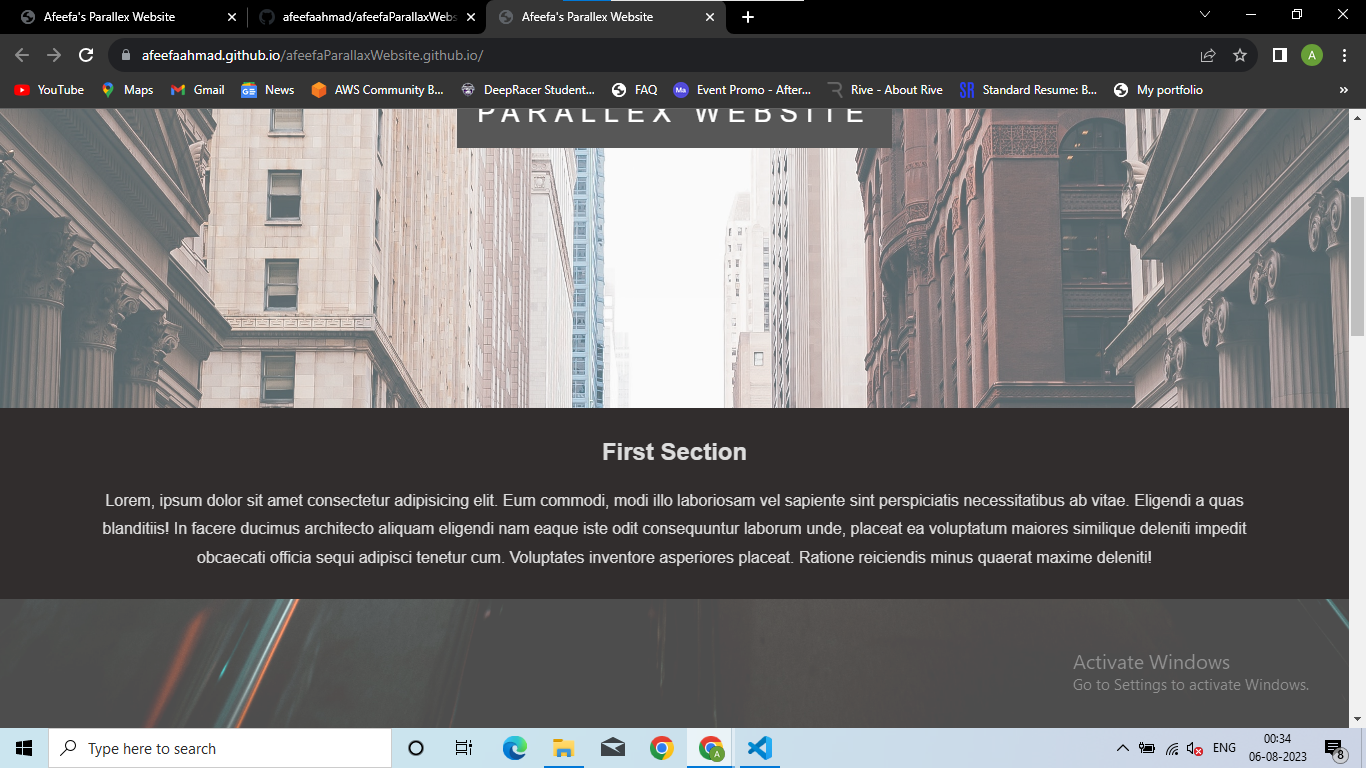 Afeefa's Parallex Website
afeefaahmad/afeefaParallaxWebs
Afeefa's Parallex Website
afeefaahmad.github.io/afeefaParallaxWebsite.github.io/
A
YouTube
Maps
Gmail
News
AWS Community B...
DeepRacer Student...
FAQ
Ma
Event Promo - After...
Rive - About Rive
SR
Standard Resume: B...
My portfolio
»
PARALLEX WEBSITE
First Section
Lorem, ipsum dolor sit amet consectetur adipisicing elit. Eum commodi, modi illo laboriosam vel sapiente sint perspiciatis necessitatibus ab vitae. Eligendi a quas
blanditiis! In facere ducimus architecto aliquam eligendi nam eaque iste odit consequuntur laborum unde, placeat ea voluptatum maiores similique deleniti impedit
obcaecati officia sequi adipisci tenetur cum. Voluptates inventore asperiores placeat. Ratione reiciendis minus quaerat maxime deleniti!
Activate Windows
Go to Settings to activate Windows.
Type here to search
A
ENG
00:34
06-08-2023
8